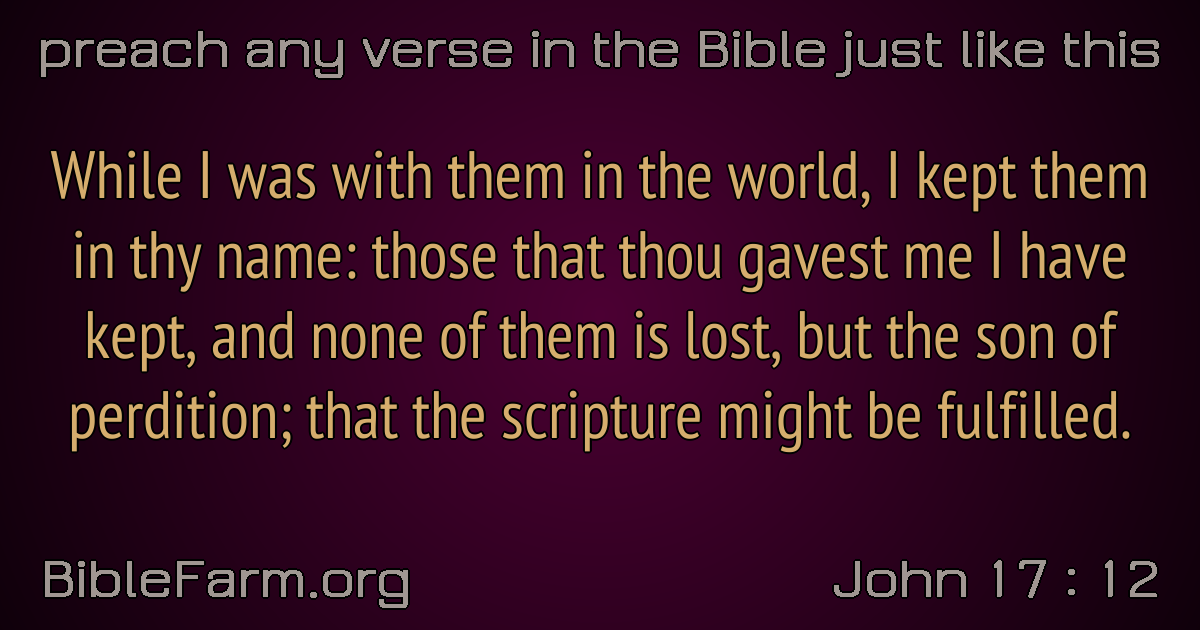 preach any verse in the Bible just like this
While I was with them in the world, I kept them
in thy name: those that thou gavest me I have
kept, and none of them is lost, but the son of
perdition; that the scripture might be fulfilled.
BibleFarm.org
John 17 : 12